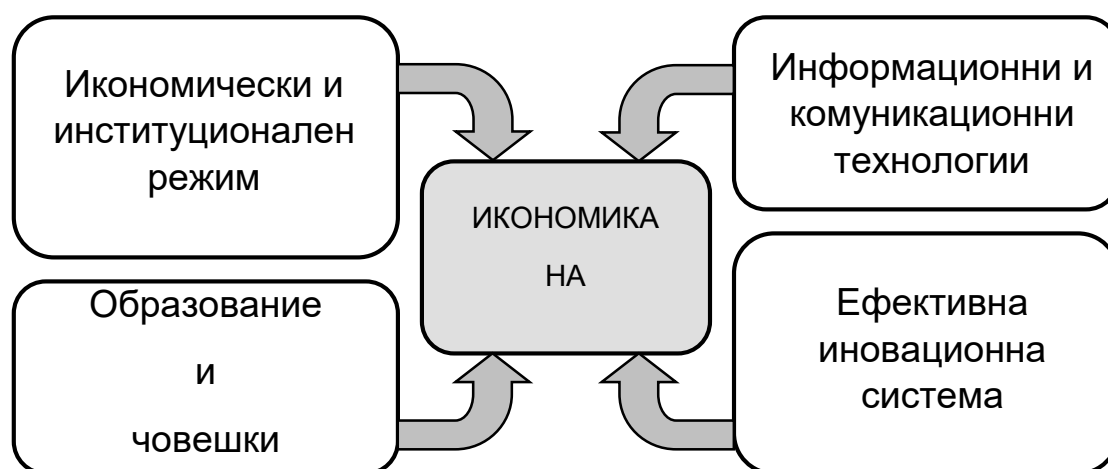 Икономически и
институционален
режим
Информационни и
комуникационни
технологии
ИКОНОМИКА
НА
Образование
и
човешки
Ефективна
иновационна
система